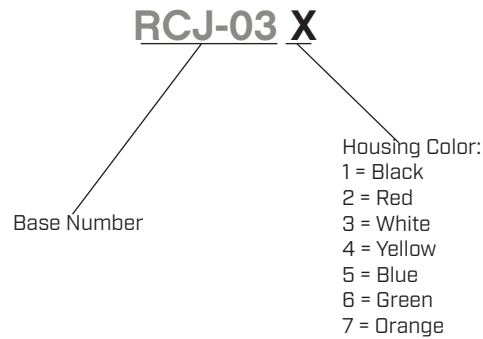 RCJ-03 X
Housing Color:
1 = Black
2 = Red
3 = White
4 = Yellow
5 = Blue
6 = Green
7 = Orange
Base Number